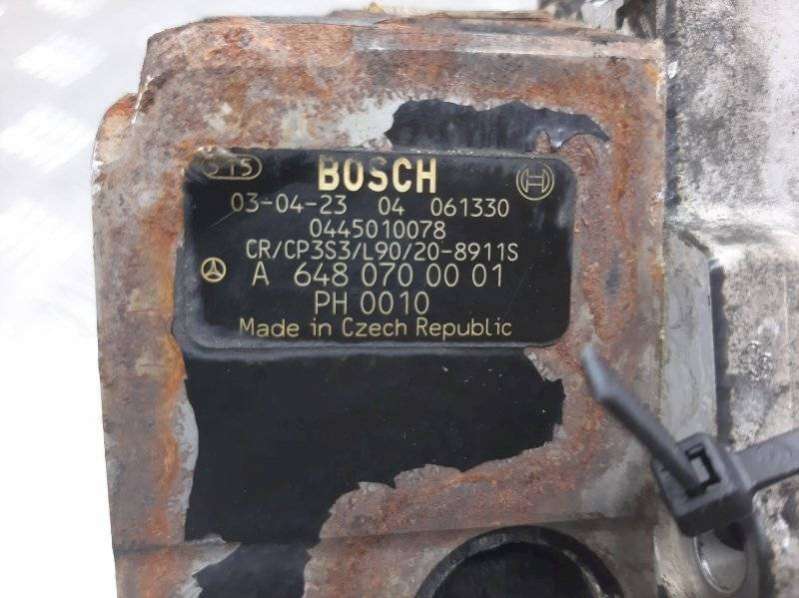 BOSCH
03-04-23 04 061330
0445010078
CR/CP3S3/L90/20-8911S
A 648 070 00 01
PH 0010
Made in Czech Republic